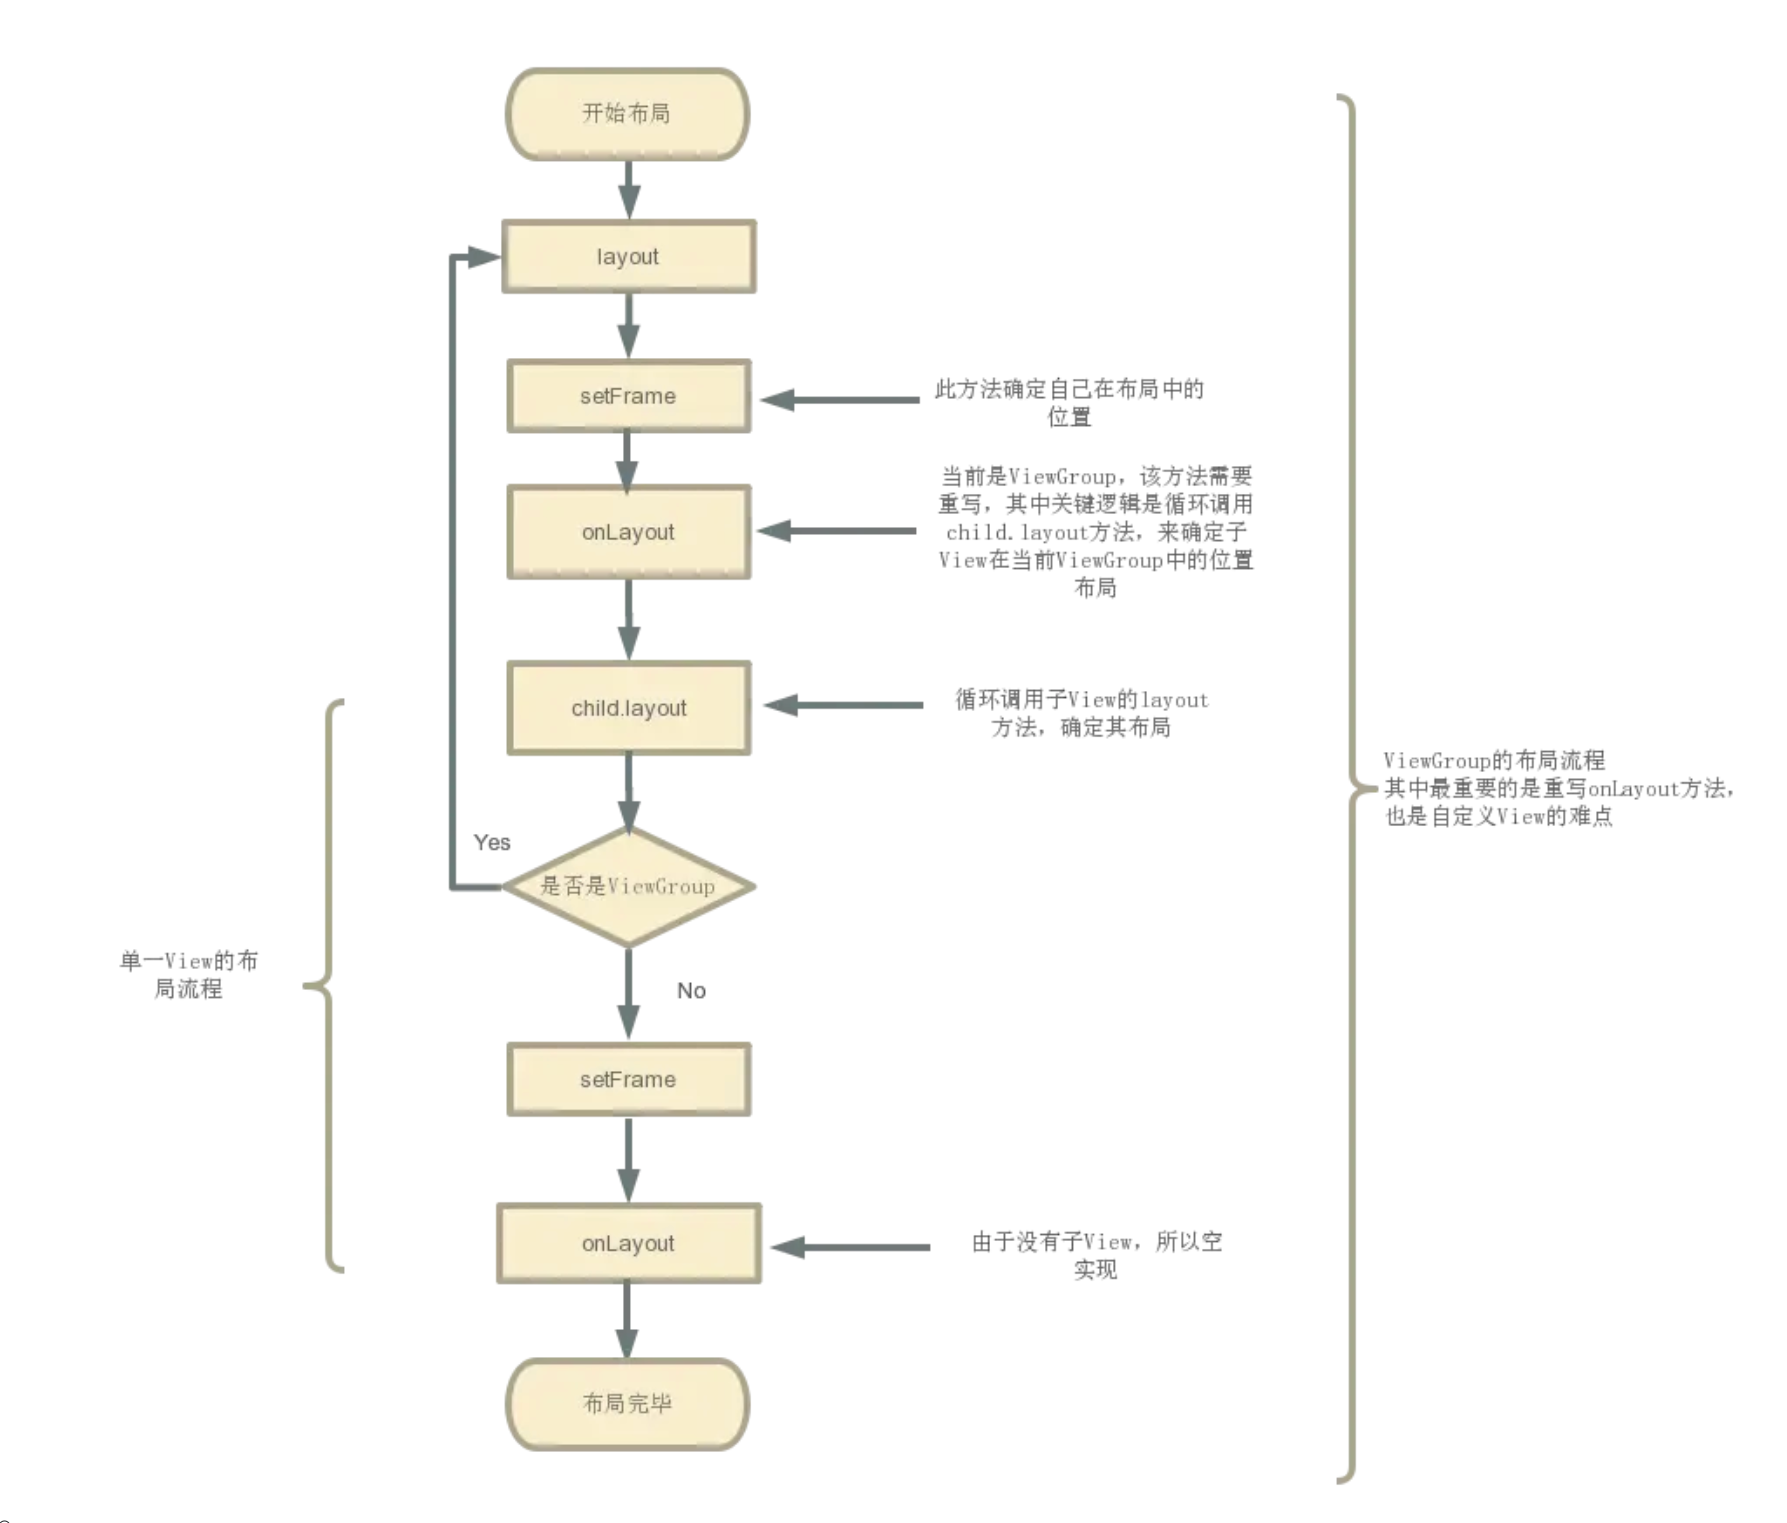 开始布局
layout
setFrame
此方法确定自己在布局中的
位置
onLayout
当前是ViewGroup，该方法需要
重写，其中关键逻辑是循环调用
child.layout方法，来确定子
View在当前ViewGroup中的位置
布局
child.layout
循环调用子View的layout
方法，确定其布局
ViewGroup的布局流程
其中最重要的是重写onLayout方法，
也是自定义View的难点
Yes
是否是ViewGroup
单一View的布
局流程
No
setFrame
onLayout
由于没有子View，所以空
实现
布局完毕